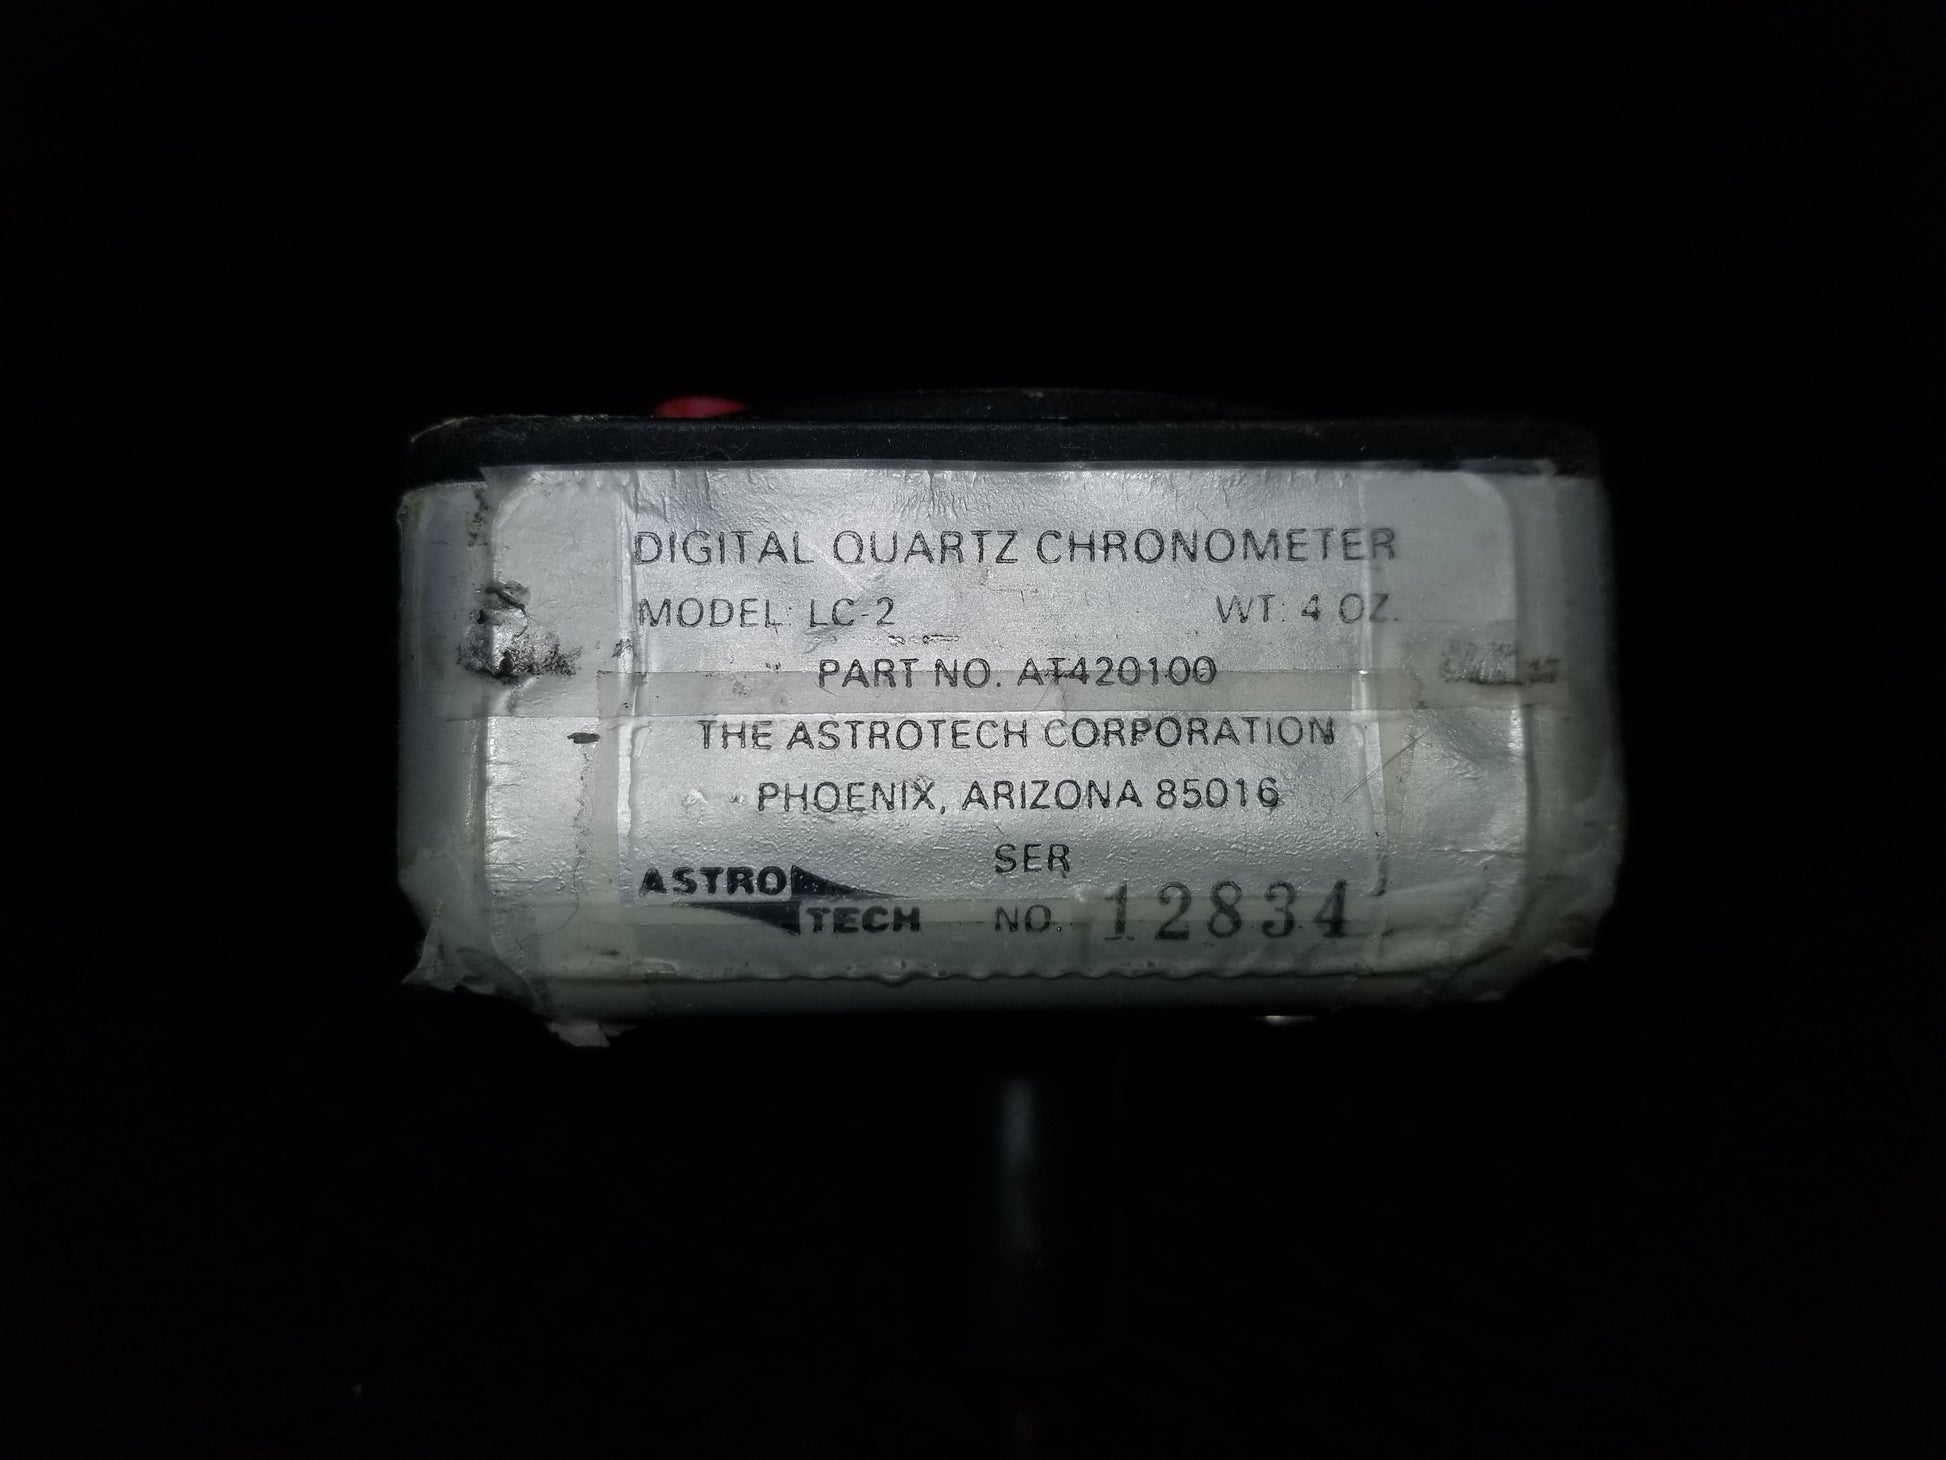 DIGITAL QUARTZ CHRONOMETER
MODEL: LC-2 WT: 4 OZ.
PART NO. AT420100
THE ASTROTECH CORPORATION
PHOENIX, ARIZONA 85016
ASTRO TECH
SER
NO. 12834